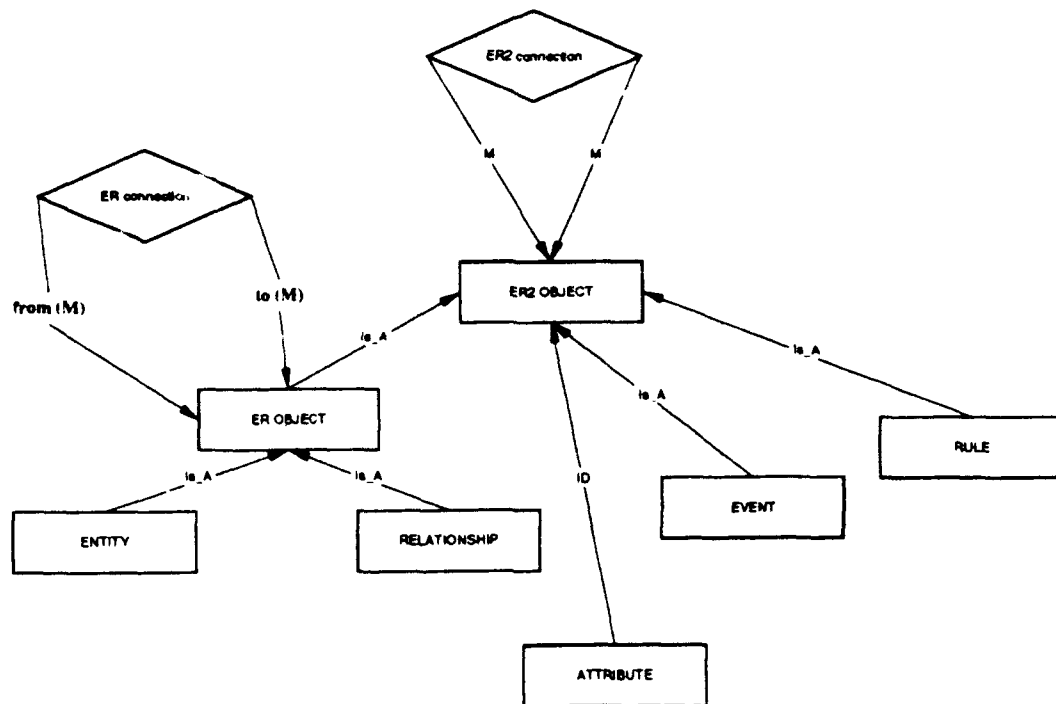 ER2 connection
M M
ER connection
from (M)
to (M)
ER2 OBJECT
Is_A
Is_A
Is_A
ER OBJECT
RULE
Is_A
Is_A
ID
EVENT
ENTITY
RELATIONSHIP
ATTRIBUTE